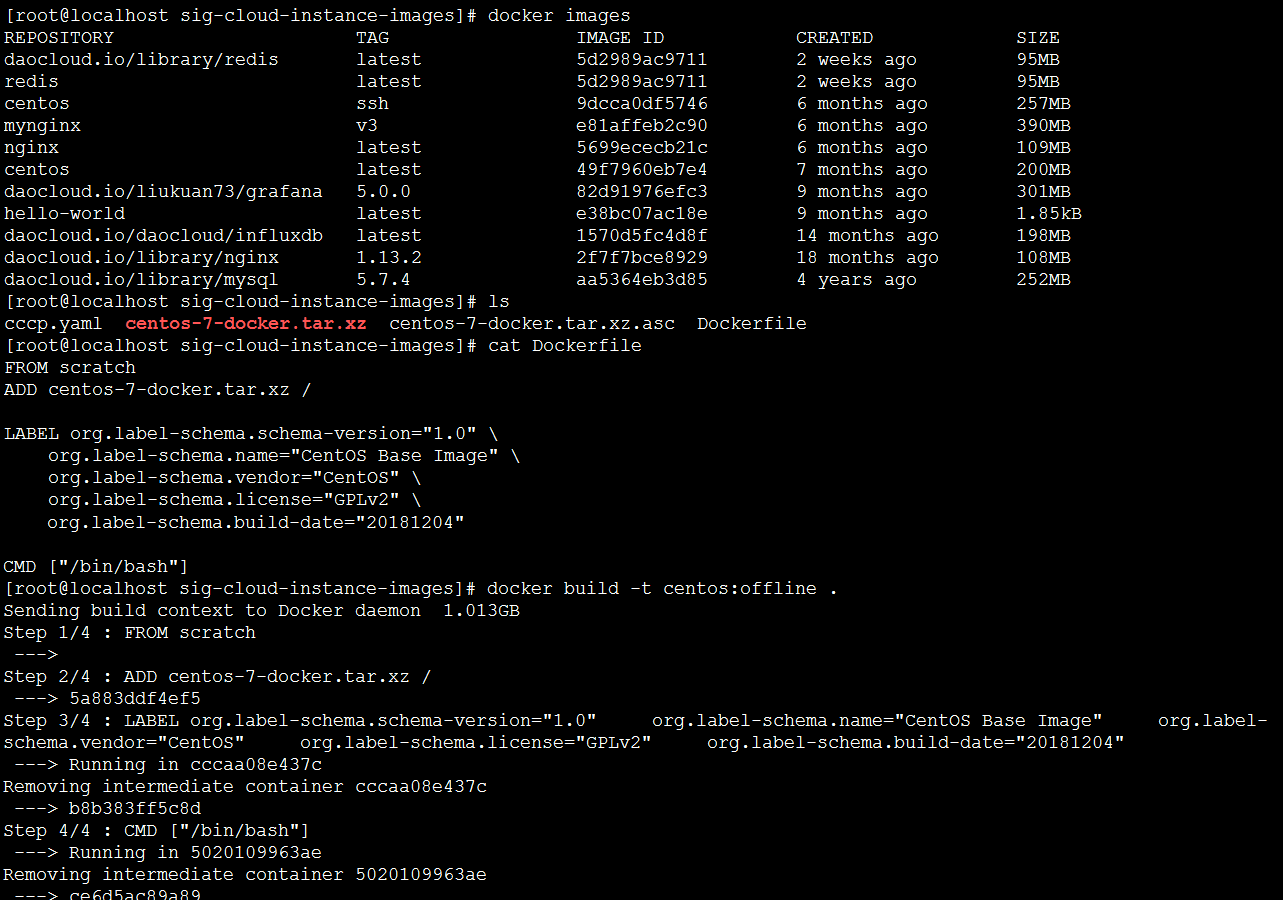 [root@localhost sig-cloud-instance-images]# docker images
REPOSITORY TAG IMAGE ID CREATED SIZE
daocloud.io/library/redis latest 5d2989ac9711 2 weeks ago 95MB
redis latest 5d2989ac9711 2 weeks ago 95MB
centos ssh 9dcca0df5746 6 months ago 257MB
mynginx v3 e81affeb2c90 6 months ago 390MB
nginx latest 5699ececb21c 6 months ago 109MB
centos latest 49f7960eb7e4 7 months ago 200MB
daocloud.io/liukuan73/grafana 5.0.0 82d91976efc3 9 months ago 301MB
hello-world latest e38bc07ac18e 9 months ago 1.85kB
daocloud.io/daocloud/influxdb latest 1570d5fc4d8f 14 months ago 198MB
daocloud.io/library/nginx 1.13.2 2f7f7bce8929 18 months ago 108MB
daocloud.io/library/mysql 5.7.4 aa5364eb3d85 4 years ago 252MB
[root@localhost sig-cloud-instance-images]# ls
cccp.yaml centos-7-docker.tar.xz centos-7-docker.tar.xz.asc Dockerfile
[root@localhost sig-cloud-instance-images]# cat Dockerfile
FROM scratch
ADD centos-7-docker.tar.xz /
LABEL org.label-schema.schema-version="1.0" \
    org.label-schema.name="CentOS Base Image" \
    org.label-schema.vendor="CentOS" \
    org.label-schema.license="GPLv2" \
    org.label-schema.build-date="20181204"
CMD ["/bin/bash"]
[root@localhost sig-cloud-instance-images]# docker build -t centos:offline .
Sending build context to Docker daemon  1.013GB
Step 1/4 : FROM scratch
 --->
Step 2/4 : ADD centos-7-docker.tar.xz /
 ---> 5a883ddf4ef5
Step 3/4 : LABEL org.label-schema.schema-version="1.0"     org.label-schema.name="CentOS Base Image"     org.label-
schema.vendor="CentOS"     org.label-schema.license="GPLv2"     org.label-schema.build-date="20181204"
 ---> Running in cccaa08e437c
Removing intermediate container cccaa08e437c
 ---> b8b383ff5c8d
Step 4/4 : CMD ["/bin/bash"]
 ---> Running in 5020109963ae
Removing intermediate container 5020109963ae
 ---> ce6d5ac89a89